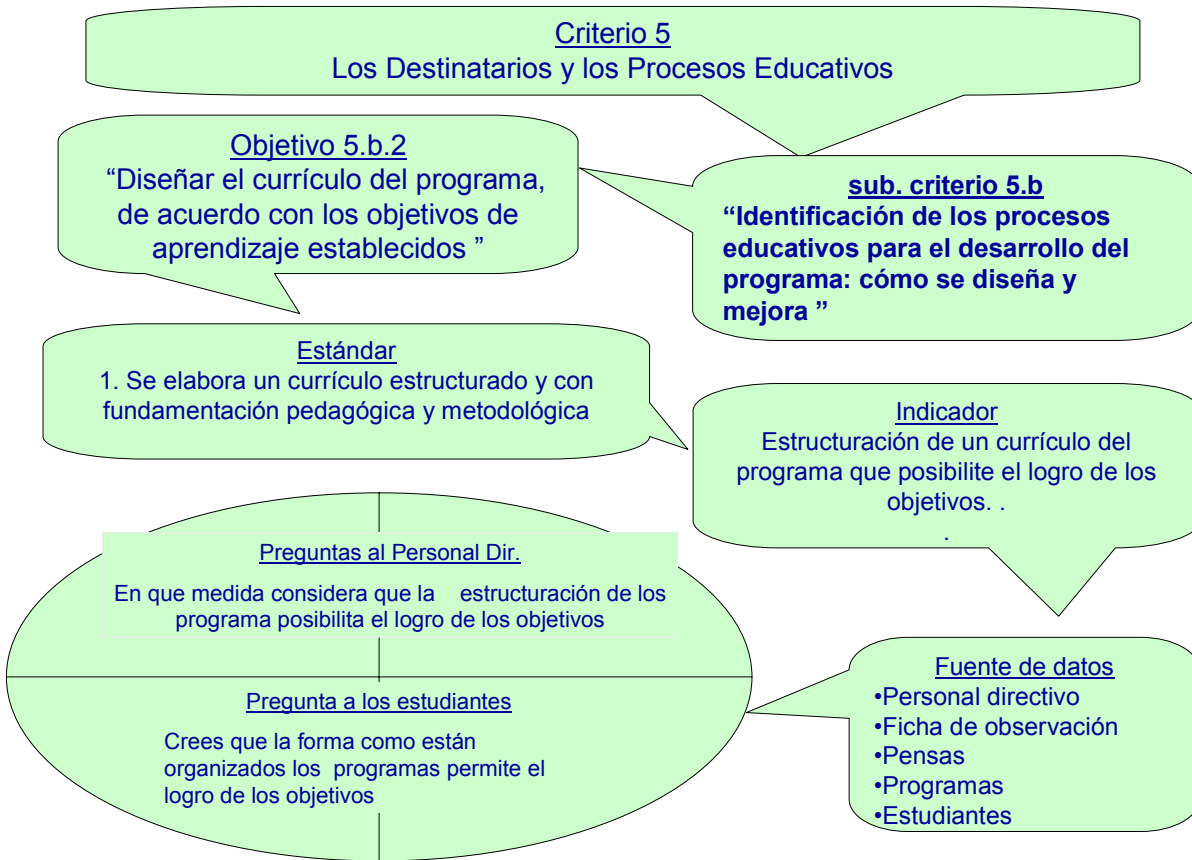 Criterio 5
Los Destinatarios y los Procesos Educativos
Objetivo 5.b.2
“Diseñar el currículo del programa,
de acuerdo con los objetivos de
aprendizaje establecidos ”
sub. criterio 5.b
“Identificación de los procesos
educativos para el desarrollo del
programa: cómo se diseña y
mejora ”
Estándar
1. Se elabora un currículo estructurado y con
fundamentación pedagógica y metodológica
Indicador
Estructuración de un currículo del
programa que posibilite el logro de los
objetivos. .
.
Preguntas al Personal Dir.
En que medida considera que la estructuración de los
programa posibilita el logro de los objetivos
Pregunta a los estudiantes
Crees que la forma como están
organizados los programas permite el
logro de los objetivos
Fuente de datos
•Personal directivo
•Ficha de observación
•Pensas
•Programas
•Estudiantes